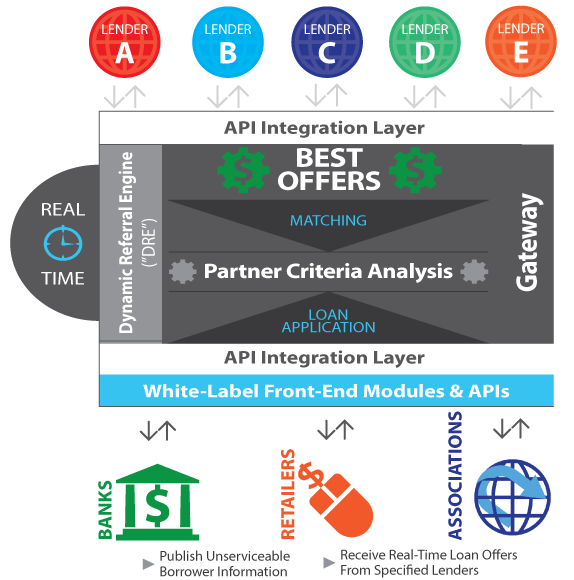 LENDER
A
LENDER
B
LENDER
C
LENDER
D
LENDER
E
API Integration Layer
REAL
TIME
Dynamic Referral Engine
("DRE")
$ BEST $
OFFERS
MATCHING
Partner Criteria Analysis
LOAN
APPLICATION
Gateway
API Integration Layer
White-Label Front-End Modules & APIs
BANKS
$
RETAILERS
$
ASSOCIATIONS
Publish Unserviceable
Borrower Information
Receive Real-Time Loan Offers
From Specified Lenders